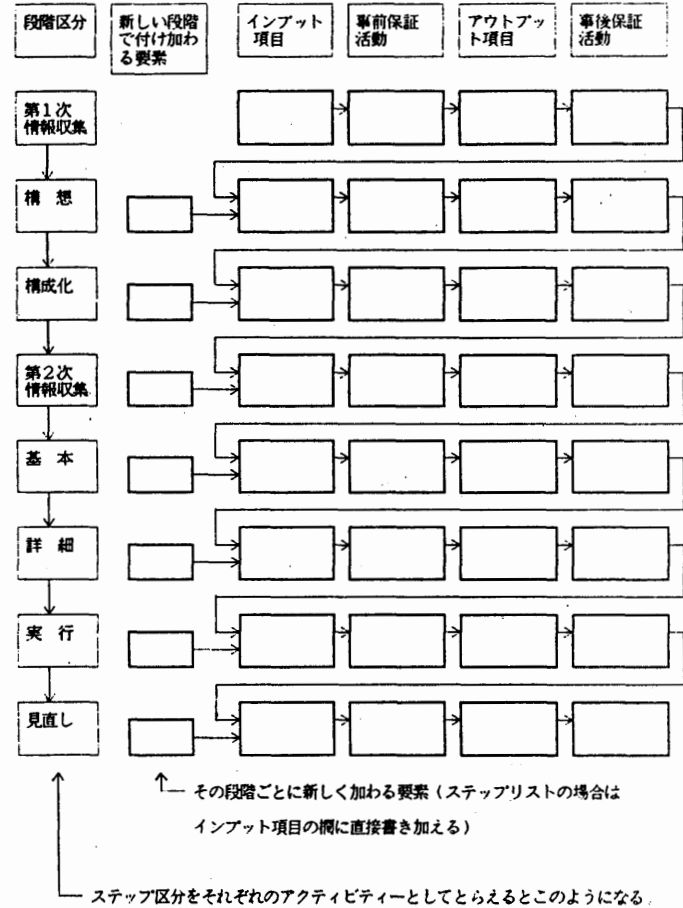 段階区分
新しい段階
で付け加わ
る要素
インプット
項目
事前保証
活動
アウトプッ
ト項目
事後保証
活動
第1次
情報収集
構 想
構成化
第2次
情報収集
基 本
詳 細
実 行
見直し
その段階ごとに新しく加わる要素(ステップリストの場合は
インプット項目の欄に直接書き加える)
ステップ区分をそれぞれのアクティビティーとしてとらえるとこのようになる